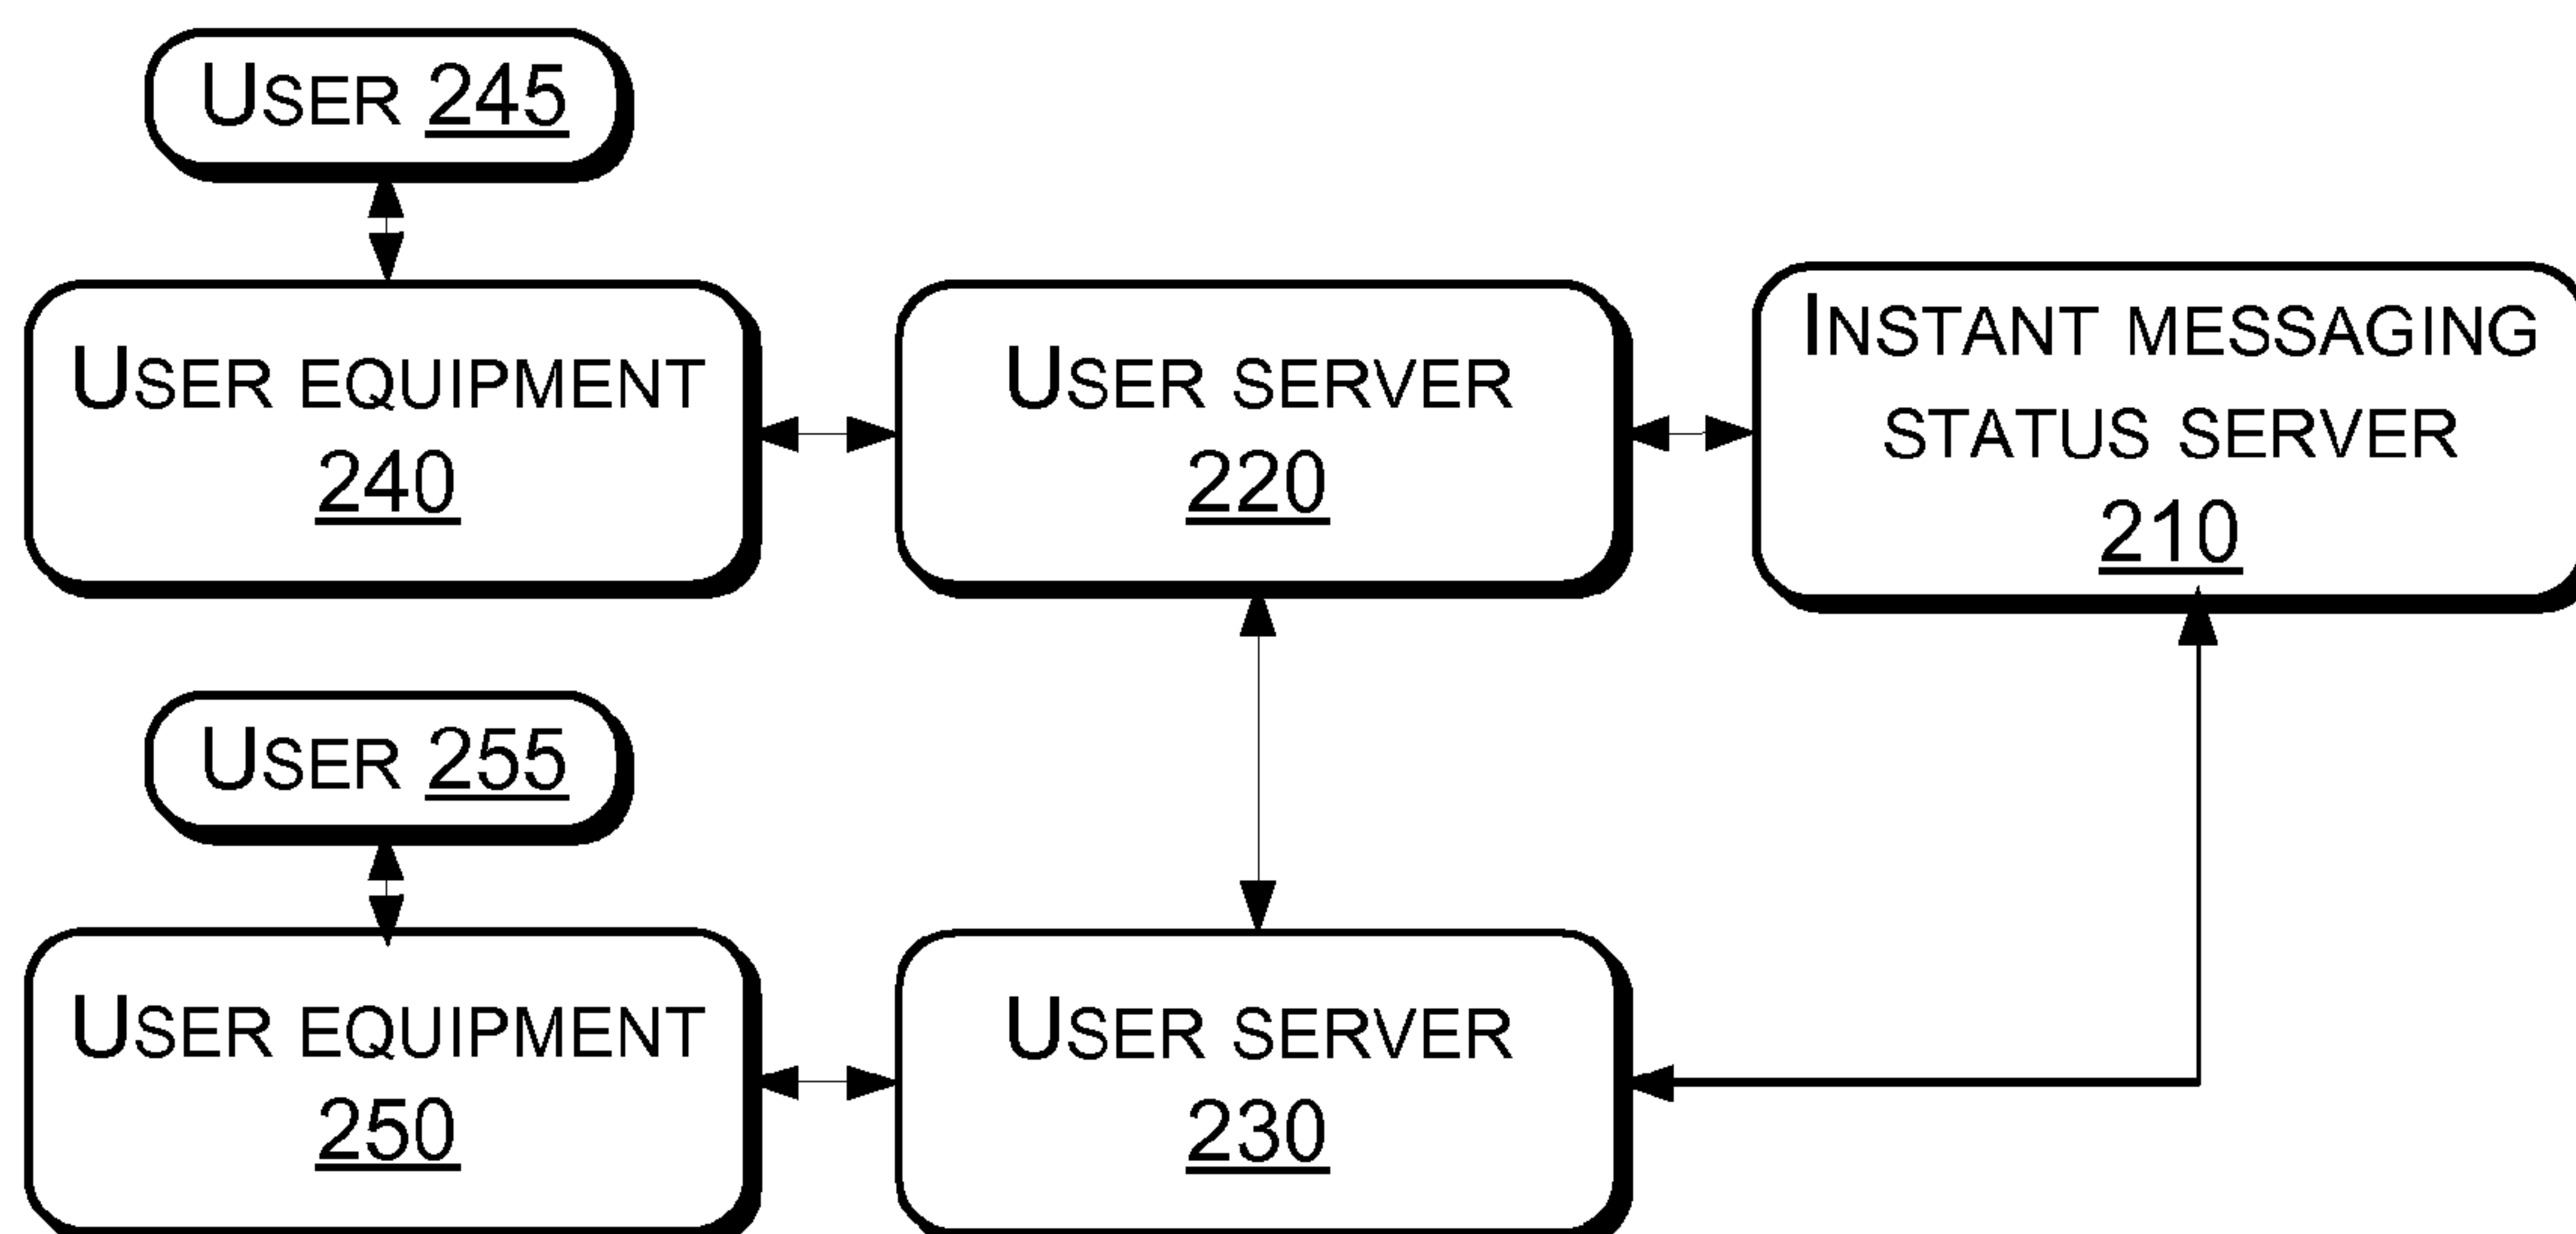 USER 245
USER EQUIPMENT
240
USER SERVER
220
INSTANT MESSAGING
STATUS SERVER
210
USER 255
USER EQUIPMENT
250
USER SERVER
230